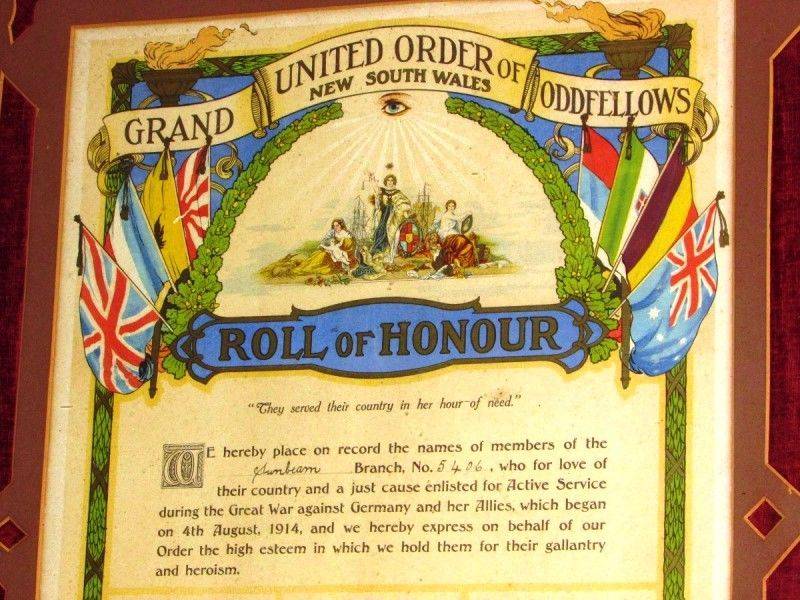 GRAND UNITED ORDER OF ODDFELLOWS
NEW SOUTH WALES
ROLL OF HONOUR
"They served their country in her hour of need."
WE hereby place on record the names of members of the
Sunbeam Branch, No. 5406, who for love of
their country and a just cause enlisted for Active Service
during the Great War against Germany and her Allies, which began
on 4th August, 1914, and we hereby express on behalf of our
Order the high esteem in which we hold them for their gallantry
and heroism.